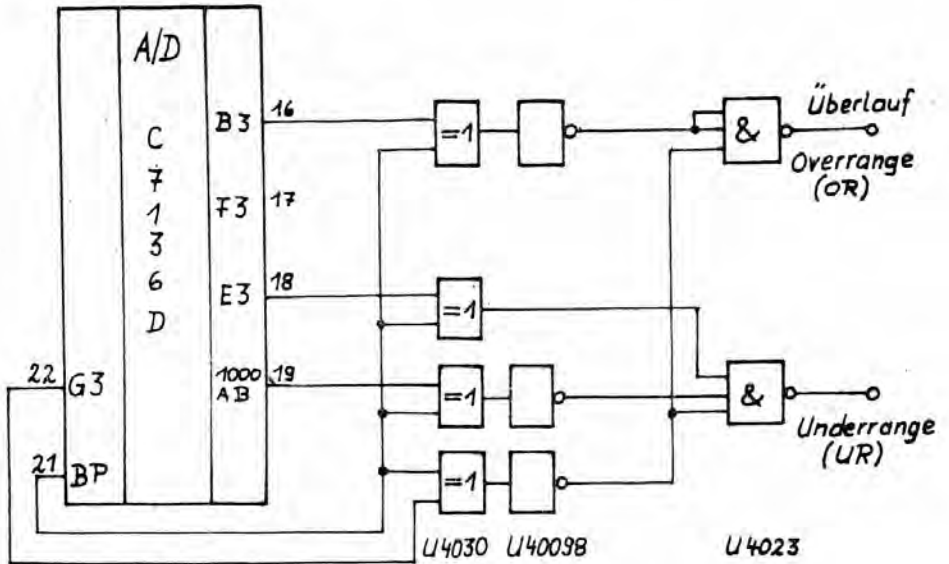 A/D
C 7 1 3 6 D
B3
16
F3
17
E3
18
1000 AB
19
22
G3
21
BP
=1
=1
=1
=1
&
&
Überlauf
Overrange
(OR)
Underrange
(UR)
U4030
U40098
U4023